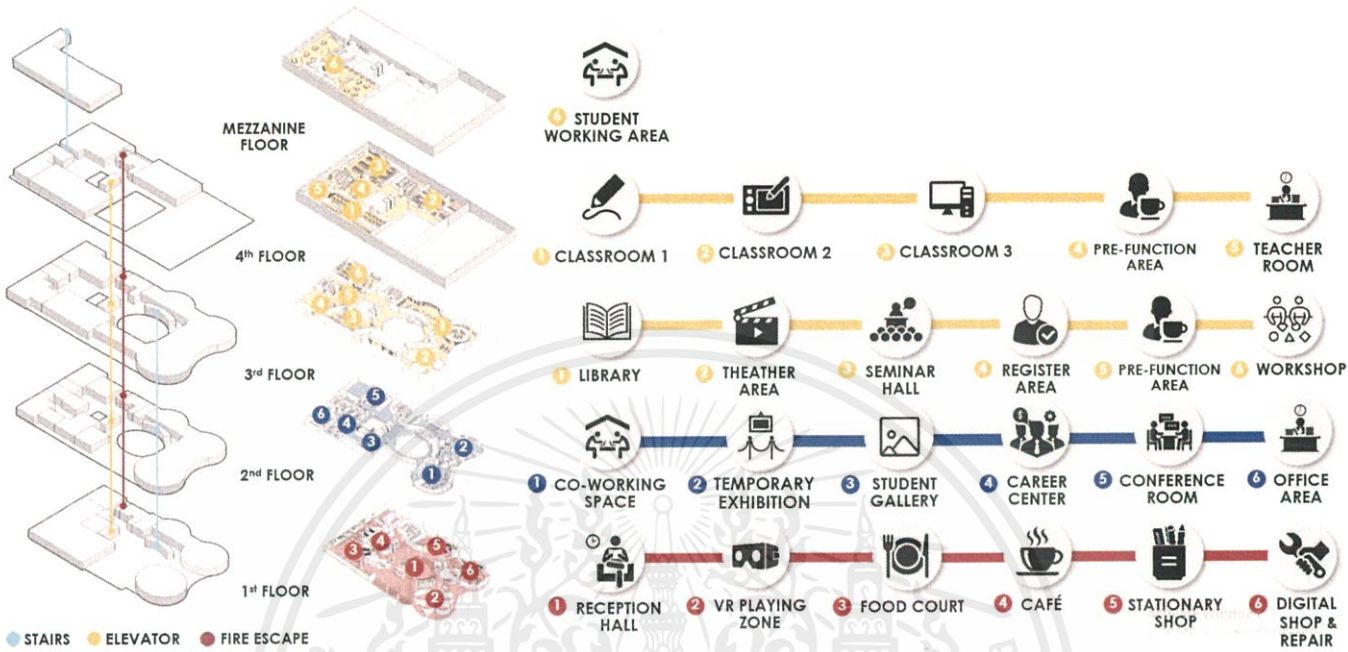 MEZZANINE
FLOOR
6 STUDENT
WORKING AREA
4th FLOOR
1 CLASSROOM 1
2 CLASSROOM 2
3 CLASSROOM 3
4 PRE-FUNCTION
AREA
5 TEACHER
ROOM
3rd FLOOR
1 LIBRARY
2 THEATHER
AREA
3 SEMINAR
HALL
4 REGISTER
AREA
5 PRE-FUNCTION
AREA
6 WORKSHOP
2nd FLOOR
1 CO-WORKING
SPACE
2 TEMPORARY
EXHIBITION
3 STUDENT
GALLERY
4 CAREER
CENTER
5 CONFERENCE
ROOM
6 OFFICE
AREA
1st FLOOR
1 RECEPTION
HALL
2 VR PLAYING
ZONE
3 FOOD COURT
4 CAFÉ
5 STATIONARY
SHOP
6 DIGITAL
SHOP &
REPAIR
STAIRS ELEVATOR FIRE ESCAPE